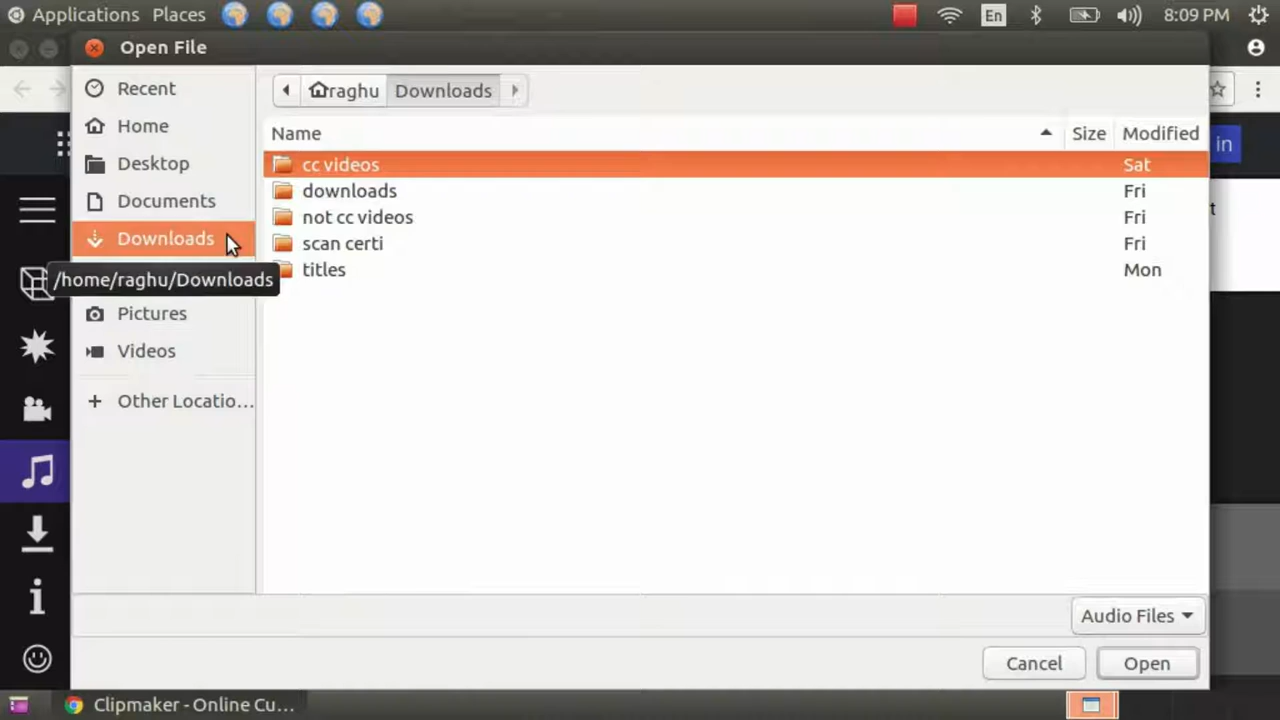 Applications Places En 8:09 PM
Open File
Recent
Home
Desktop
Documents
Downloads
/home/raghu/Downloads
Pictures
Videos
+ Other Locatio...
raghu Downloads
Name Size Modified
cc videos Sat
downloads Fri
not cc videos Fri
scan certi Fri
titles Mon
in
t
Audio Files
Cancel Open
Clipmaker - Online Cu...